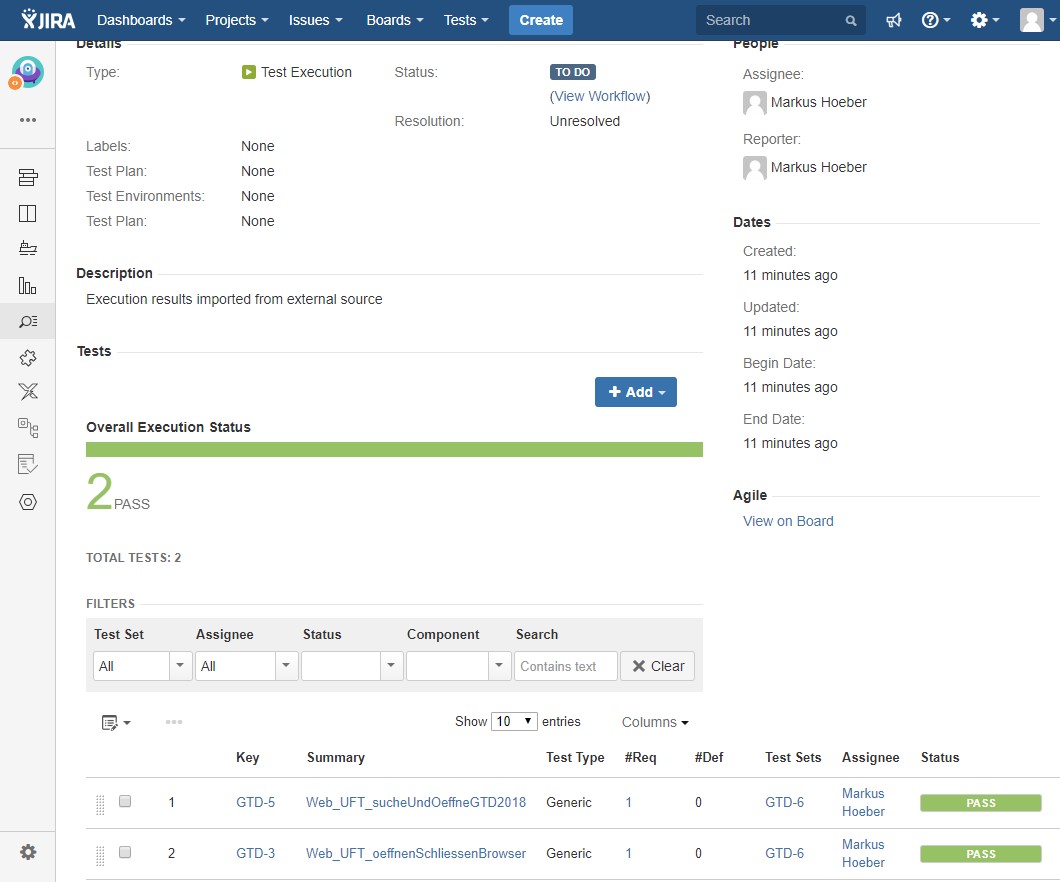 JIRA Dashboards Projects Issues Boards Tests Create Search
Details
Type: Test Execution Status: TO DO
(View Workflow)
Resolution: Unresolved
Labels: None
Test Plan: None
Test Environments: None
Test Plan: None
Description
Execution results imported from external source
Tests
+ Add
Overall Execution Status
2 PASS
TOTAL TESTS: 2
FILTERS
Test Set Assignee Status Component Search
All All Contains text Clear
Show 10 entries Columns
Key Summary Test Type #Req #Def Test Sets Assignee Status
1 GTD-5 Web_UFT_sucheUndOeffneGTD2018 Generic 1 0 GTD-6 Markus Hoeber PASS
2 GTD-3 Web_UFT_oeffnenSchliessenBrowser Generic 1 0 GTD-6 Markus Hoeber PASS
People
Assignee:
Markus Hoeber
Reporter:
Markus Hoeber
Dates
Created:
11 minutes ago
Updated:
11 minutes ago
Begin Date:
11 minutes ago
End Date:
11 minutes ago
Agile
View on Board